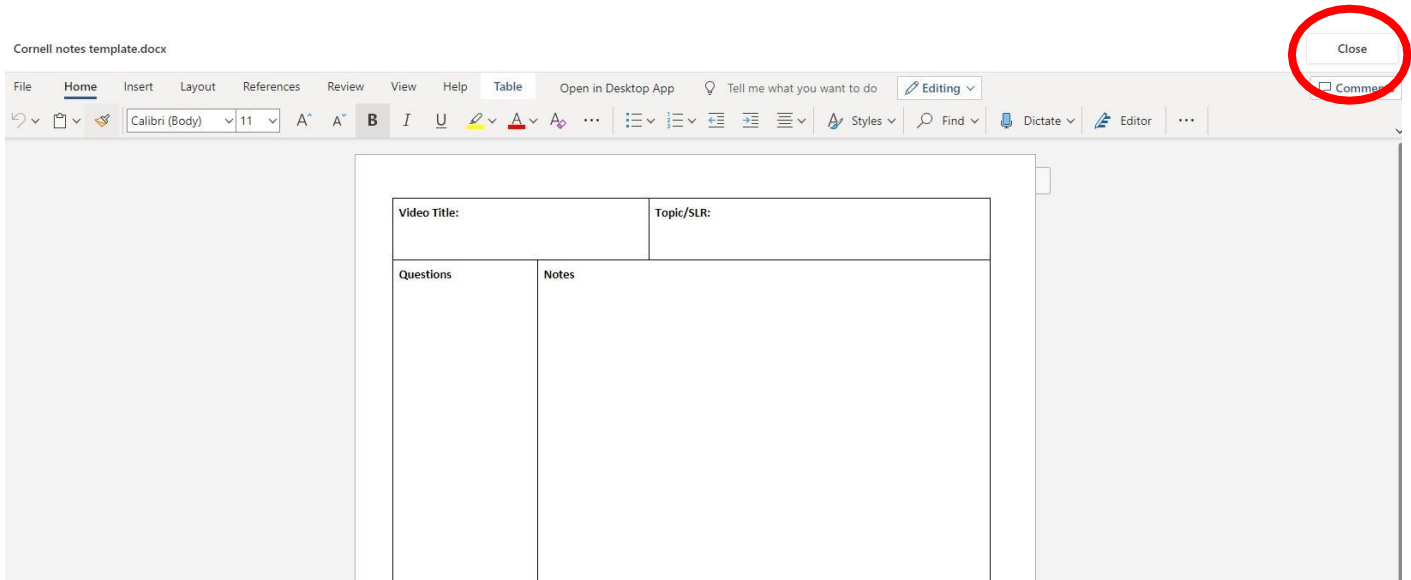 Cornell notes template.docx
Close
File Home Insert Layout References Review View Help Table Open in Desktop App Tell me what you want to do Editing
Calibri (Body) 11 A A B I U A A ... Styles Find Dictate Editor ...
Video Title: Topic/SLR:
Questions Notes